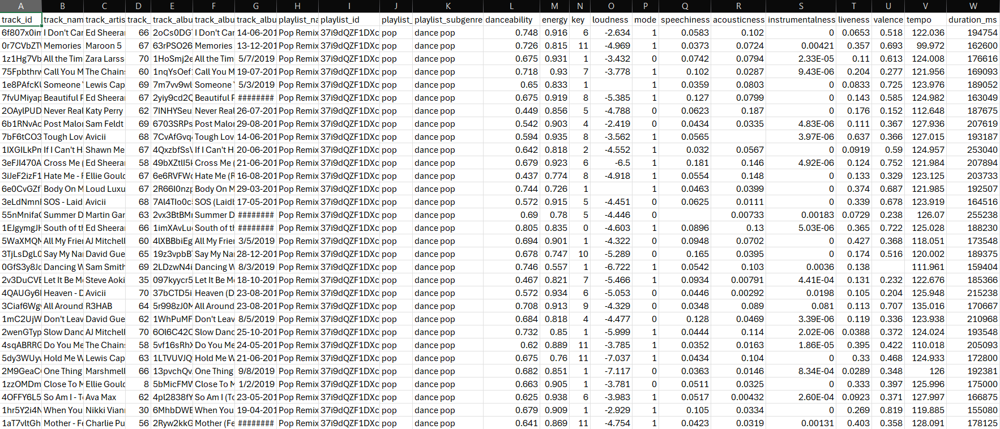 A B C D E F G H I J K L M N O P Q R S T U V W
track_id track_nam track_artis track_ track_albu track_albu track_albu playlist_na playlist_id playlist_ playlist_subgenre danceability energy key loudness mode speechiness acousticness instrumentalness liveness valence tempo duration_ms
6f807x0im I Don't Car Ed Sheera 66 2oCs0DG I Don't Car 14-06-201 Pop Remix 37i9dQZF1DXc pop dance pop 0.748 0.916 6 -2.634 1 0.0583 0.102 0 0.0653 0.518 122.036 194754
0r7CVbZT Memories Maroon 5 67 63rPSO26 Memories 13-12-201 Pop Remix 37i9dQZF1DXc pop dance pop 0.726 0.815 11 -4.969 1 0.0373 0.0724 0.00421 0.357 0.693 99.972 162600
1z1Hg7Vb All the Tim Zara Larss 70 1HoSmj2e All the Tim 5/7/2019 Pop Remix 37i9dQZF1DXc pop dance pop 0.675 0.931 1 -3.432 0 0.0742 0.0794 2.33E-05 0.11 0.613 124.008 176616
75Fpbthrw Call You M The Chain 60 1nqYsOef Call You M 19-07-201 Pop Remix 37i9dQZF1DXc pop dance pop 0.718 0.93 7 -3.778 1 0.102 0.0287 9.43E-06 0.204 0.277 121.956 169093
1e8PAfcK Someone Lewis Cap 69 7m7vv9wl Someone 5/3/2019 Pop Remix 37i9dQZF1DXc pop dance pop 0.65 0.833 1 1 0.0359 0.0803 0 0.0833 0.725 123.976 189052
7fvUMiyap Beautiful Ed Sheera 67 2yiy9cd2Q Beautiful ######## Pop Remix 37i9dQZF1DXc pop dance pop 0.675 0.919 8 -5.385 1 0.127 0.0799 0 0.143 0.585 124.982 163049
2OAylPUD Never Real Katy Perry 62 7INHYSeu Never Real 26-07-201 Pop Remix 37i9dQZF1DXc pop dance pop 0.449 0.856 5 -4.788 0 0.0623 0.187 0 0.176 0.152 112.648 187675
6b1RNvAc Post Malo Sam Feldt 69 6703SRPs Post Malo 29-08-201 Pop Remix 37i9dQZF1DXc pop dance pop 0.542 0.903 4 -2.419 0 0.0434 0.0335 4.83E-06 0.111 0.367 127.936 207619
7bF6tCO3 Tough Lov Avicii 68 7CvAfGvq Tough Lov 14-06-201 Pop Remix 37i9dQZF1DXc pop dance pop 0.594 0.935 8 -3.562 1 0.0565 3.97E-06 0.637 0.366 127.015 193187
1IXGILkPm If I Can't H Shawn Me 67 4QxzbfSs If I Can't H 20-06-201 Pop Remix 37i9dQZF1DXc pop dance pop 0.642 0.818 2 -4.552 1 0.032 0.0567 0 0.0919 0.59 124.957 253040
3eFJI470A Cross Me ( Ed Sheera 58 49bXZtlI5 Cross Me ( 21-06-201 Pop Remix 37i9dQZF1DXc pop dance pop 0.679 0.923 6 -6.5 1 0.181 0.146 4.92E-06 0.124 0.752 121.984 207894
3iJeF2izF1 Hate Me - Ellie Gould 67 6e6RVFW Hate Me (R 16-08-201 Pop Remix 37i9dQZF1DXc pop dance pop 0.437 0.774 8 -4.918 1 0.0554 0.148 0 0.133 0.329 123.125 203733
6e0CvGZf Body On M Loud Luxu 67 2R66I0nzp Body On M 29-03-201 Pop Remix 37i9dQZF1DXc pop dance pop 0.744 0.726 1 1 0.0463 0.0399 0 0.374 0.687 121.985 192507
3eLdNmnI SOS - Laid Avicii 68 7Al4TIo0c SOS (Laidb 17-05-201 Pop Remix 37i9dQZF1DXc pop dance pop 0.572 0.915 5 -4.451 0 0.0625 0.0111 0 0.339 0.678 123.919 164516
55nMnifa Summer D Martin Gar 63 2vx3BtBM Summer D ######## Pop Remix 37i9dQZF1DXc pop dance pop 0.69 0.78 5 -4.446 0 0.00733 0.00183 0.0729 0.238 126.07 255238
1EJgymgJ South of th Ed Sheera 66 1imXAvLu South of th ######## Pop Remix 37i9dQZF1DXc pop dance pop 0.805 0.835 0 -4.603 1 0.0896 0.13 5.03E-06 0.365 0.722 125.028 188230
5WaXMQN All My Frie AJ Mitchell 60 4lXBBbiEg All My Frie 3/5/2019 Pop Remix 37i9dQZF1DXc pop dance pop 0.694 0.901 1 -4.322 0 0.0948 0.0702 0 0.427 0.368 118.051 173548
3TjLsDgL0 Say My Na David Gue 65 19z3vpbB Say My Na 28-12-201 Pop Remix 37i9dQZF1DXc pop dance pop 0.678 0.747 10 -5.289 0 0.165 0.0395 0 0.174 0.516 120.002 189375
0GfS3y8Jc Dancing W Sam Smith 69 2LDzwN4i Dancing W 8/3/2019 Pop Remix 37i9dQZF1DXc pop dance pop 0.746 0.557 1 -6.722 1 0.0542 0.103 0.0036 0.138 111.961 159404
2v3DuCVI Let It Be M Steve Aoki 35 097kyycr5 Let It Be M 18-10-201 Pop Remix 37i9dQZF1DXc pop dance pop 0.467 0.821 7 -5.466 1 0.0934 0.00791 4.41E-04 0.131 0.232 122.676 185366
4QAUGy6I Heaven - D Avicii 70 37bCTD5i Heaven (D 23-08-201 Pop Remix 37i9dQZF1DXc pop dance pop 0.572 0.934 6 -5.053 0 0.0446 0.00292 0.0198 0.105 0.204 125.948 215238
3Ciaf6Wg All Around R3HAB 64 5r998zJ0M All Around 23-08-201 Pop Remix 37i9dQZF1DXc pop dance pop 0.708 0.913 9 -4.329 0 0.0348 0.089 0.081 0.113 0.707 135.016 170667
1mC2UjW Don't Leav David Gue 62 1WhPuMF Don't Leav 8/5/2019 Pop Remix 37i9dQZF1DXc pop dance pop 0.684 0.818 4 -4.477 0 0.128 0.0469 3.39E-06 0.119 0.336 123.938 210968
2wenGTyp Slow Danc AJ Mitchell 70 6Ol6C42C Slow Danc 25-10-201 Pop Remix 37i9dQZF1DXc pop dance pop 0.732 0.85 1 -5.999 1 0.0444 0.114 2.02E-06 0.0388 0.372 124.024 193548
4sqABRRC Do You Me The Chain 58 5vf16sRhX Do You Me 24-05-201 Pop Remix 37i9dQZF1DXc pop dance pop 0.62 0.889 11 -3.785 1 0.0352 0.0163 1.86E-05 0.395 0.422 110.018 205093
5dy3WUyv Hold Me W Lewis Cap 63 1LTVUVJQ Hold Me W 21-06-201 Pop Remix 37i9dQZF1DXc pop dance pop 0.675 0.76 11 -7.037 1 0.0434 0.104 0 0.33 0.468 124.933 172800
2M9GeaC One Thing Marshmell 66 13pvchQv One Thing 9/8/2019 Pop Remix 37i9dQZF1DXc pop dance pop 0.682 0.851 1 -7.117 0 0.0363 0.0146 8.34E-04 0.0289 0.348 126 192381
1zzOMDm Close To M Ellie Gould 8 5bMicFMW Close To M 1/2/2019 Pop Remix 37i9dQZF1DXc pop dance pop 0.663 0.905 1 -3.781 0 0.0511 0.0325 0 0.333 0.397 125.996 175000
4OFFY6L5 So Am I - T Ava Max 62 4pl2838fY So Am I (To 23-05-201 Pop Remix 37i9dQZF1DXc pop dance pop 0.625 0.938 6 -3.983 1 0.0517 0.00432 2.60E-04 0.0923 0.371 127.997 166875
1hr5Y2i4N When You Nikki Vian 30 6MhbDWE When You 19-04-201 Pop Remix 37i9dQZF1DXc pop dance pop 0.679 0.909 1 -2.929 1 0.105 0.0334 0 0.269 0.819 119.885 155080
1aT7vltGh Mother - Fe Charlie Pu 56 2Ryw2kkG Mother (Fe ######## Pop Remix 37i9dQZF1DXc pop dance pop 0.641 0.869 11 -4.754 1 0.0423 0.0319 0.00131 0.403 0.358 128.091 178125